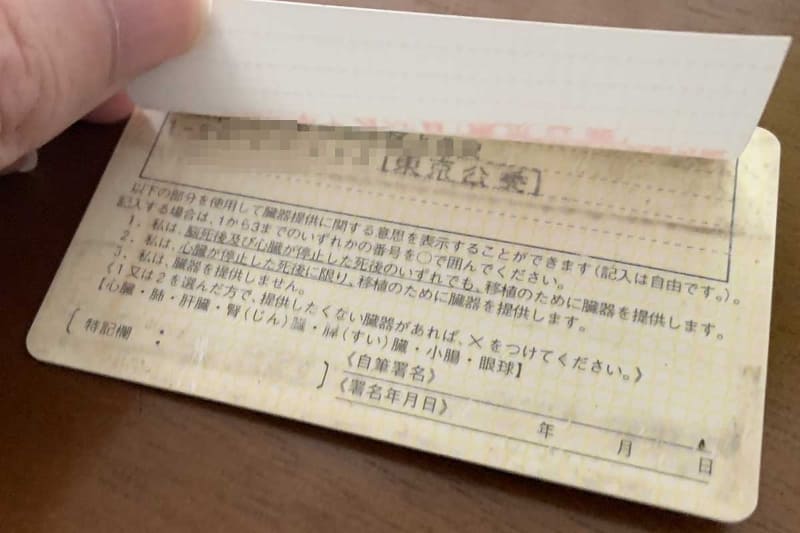 [東京公委]
以下の部分を使用して臓器提供に関する意思を表示することができます(記入は自由です。)。
記入する場合は、1から3までのいずれかの番号を○で囲んでください。
1. 私は、脳死後及び心臓が停止した死後のいずれでも、移植のために臓器を提供します。
2. 私は、心臓が停止した死後に限り、移植のために臓器を提供します。
3. 私は、臓器を提供しません。
《1又は2を選んだ方で、提供したくない臓器があれば、×をつけてください。》
【心臓・肺・肝臓・腎(じん)臓・膵(すい)臓・小腸・眼球】
〔特記欄:〕
《自筆署名》
《署名年月日》 年 月 日